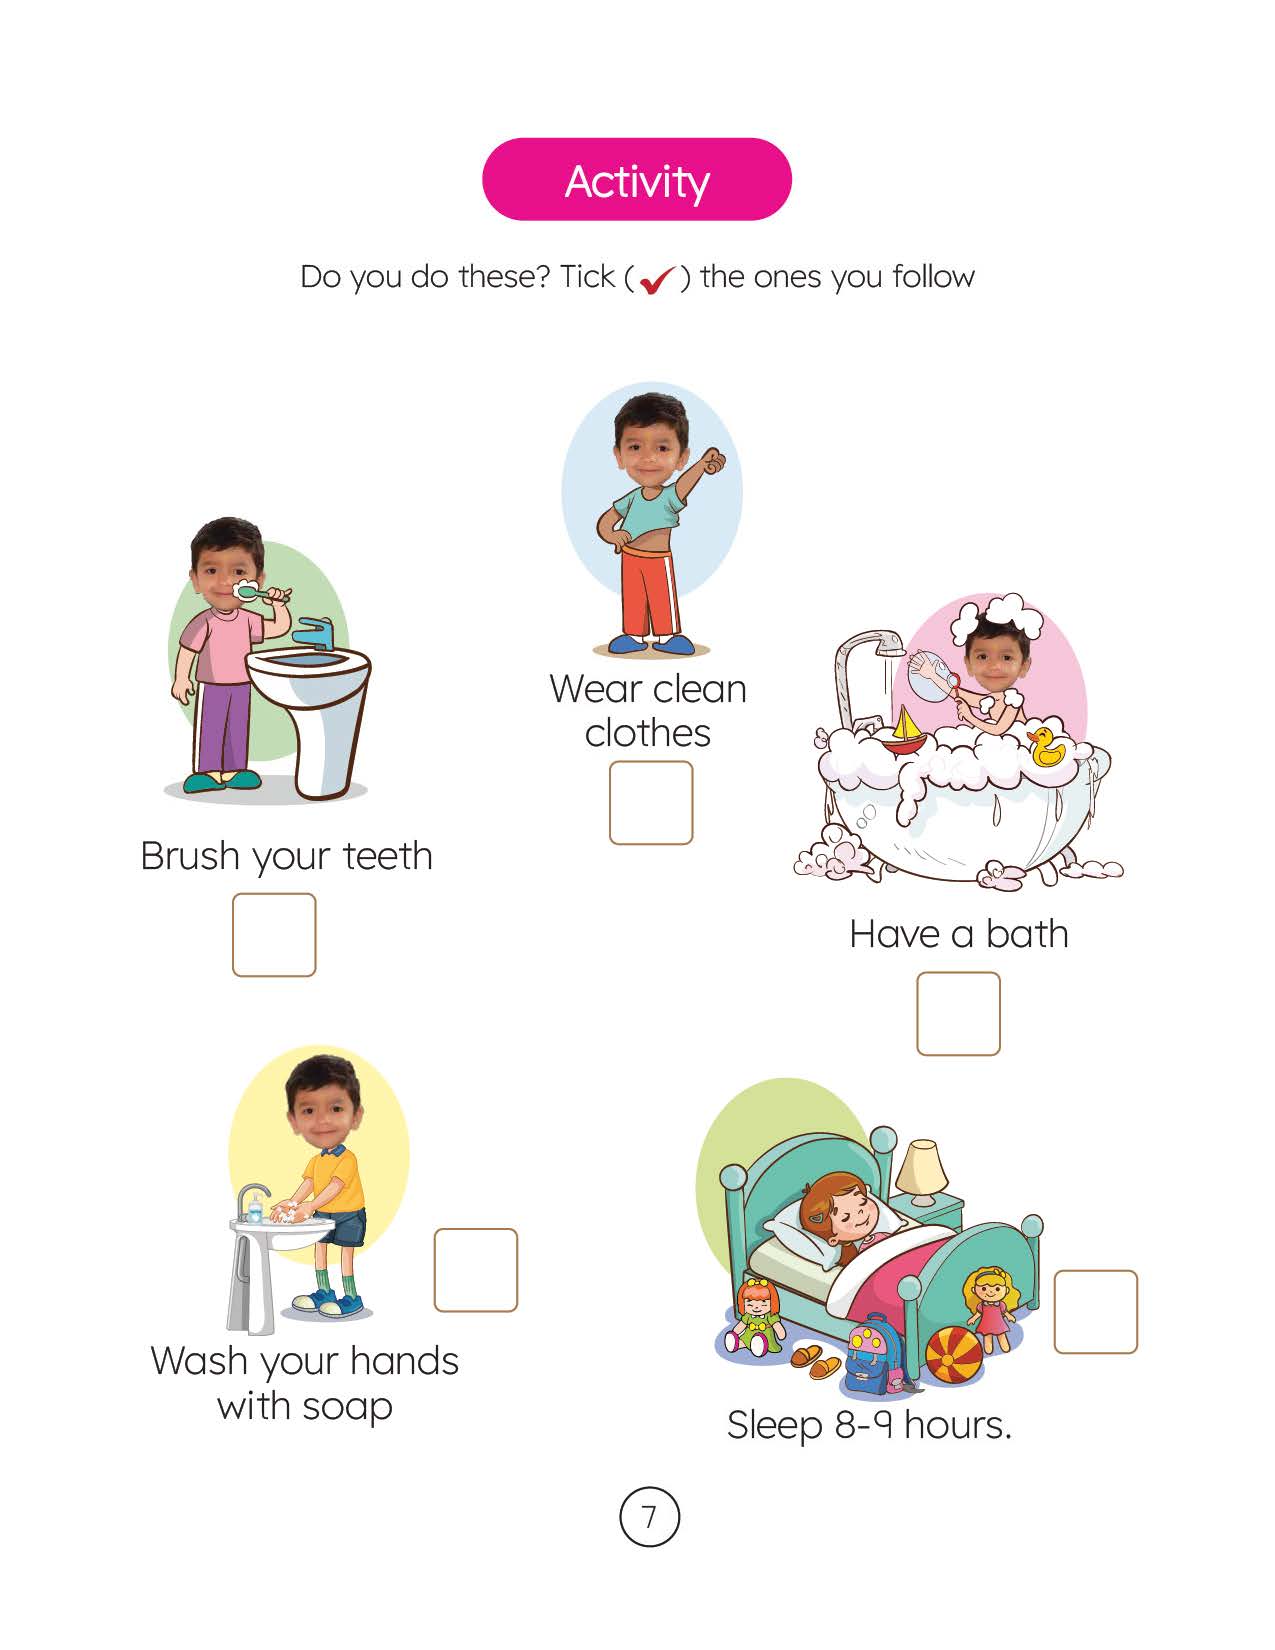 Activity
Do you do these? Tick (✓) the ones you follow
Wear clean
clothes
Brush your teeth
Have a bath
Wash your hands
with soap
Sleep 8-9 hours.
7